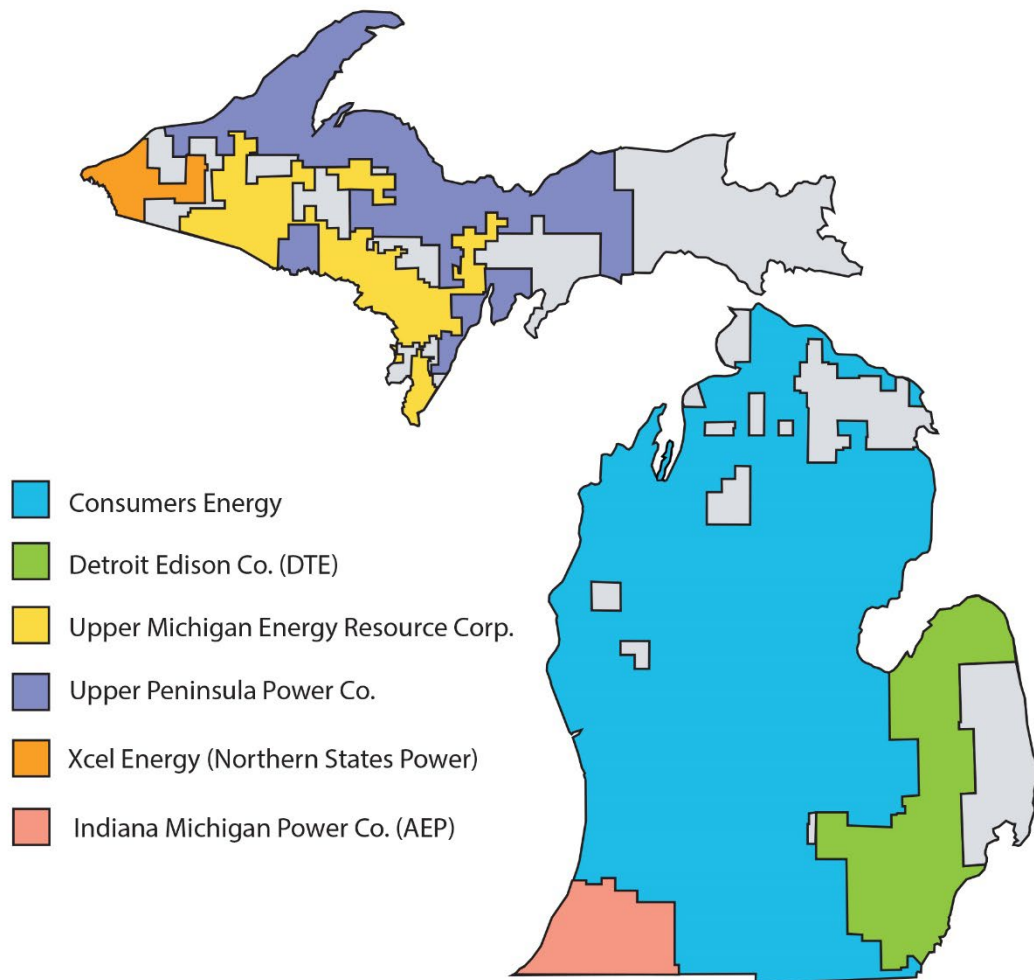 Consumers Energy
Detroit Edison Co. (DTE)
Upper Michigan Energy Resource Corp.
Upper Peninsula Power Co.
Xcel Energy (Northern States Power)
Indiana Michigan Power Co. (AEP)